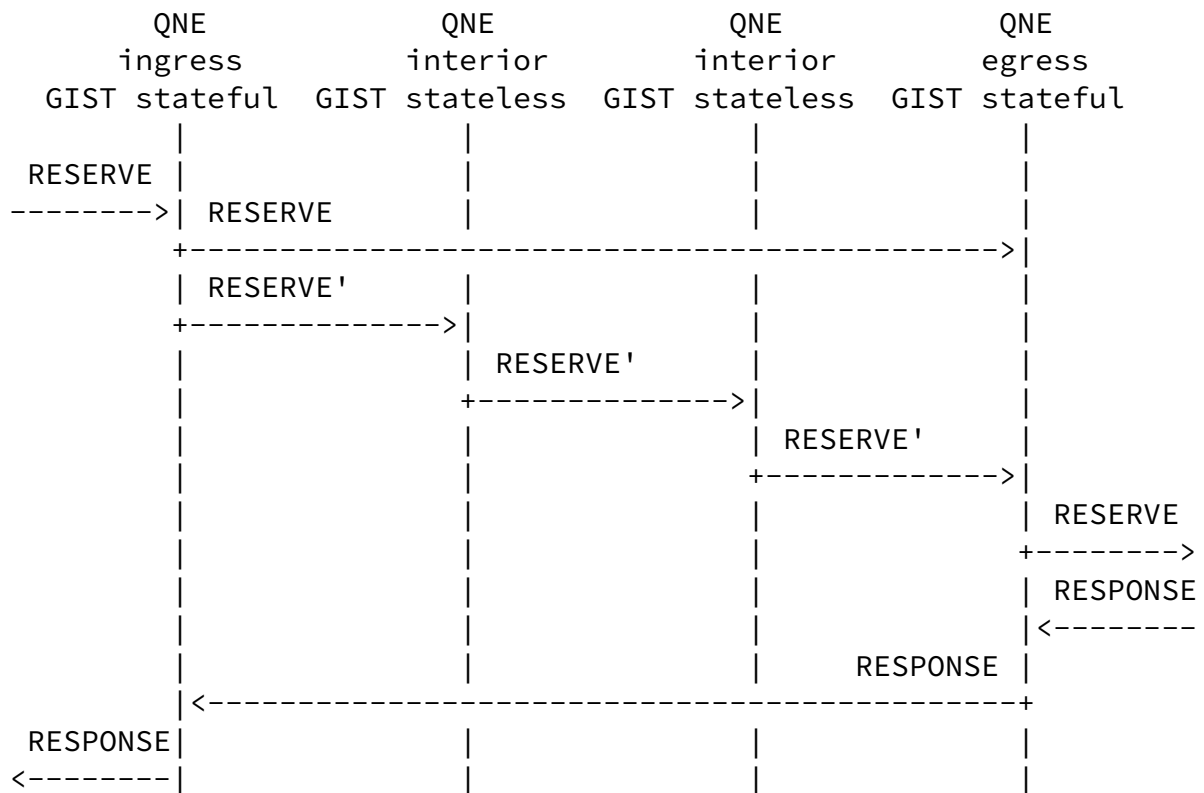 QNE QNE QNE QNE
ingress interior interior egress
GIST stateful GIST stateless GIST stateless GIST stateful
RESERVE
RESERVE
RESERVE'
RESERVE'
RESERVE'
RESERVE
RESPONSE
RESPONSE
RESPONSE